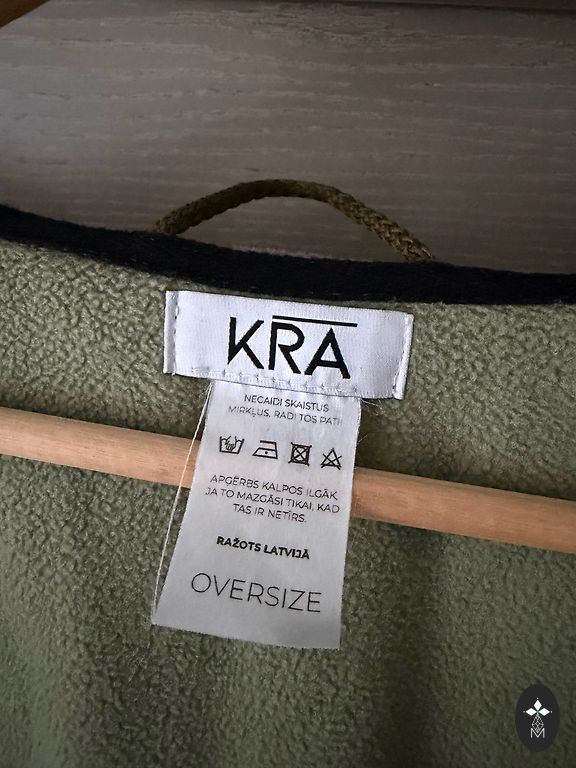 KRA
NEGAIDI SKAISTUS
MIRKĻUS, RADI TOS PATI!
APĢĒRBS KALPOS ILGĀK,
JA TO MAZGĀSI TIKAI, KAD
TAS IR NETĪRS.
RAŽOTS LATVIJĀ
OVERSIZE
M